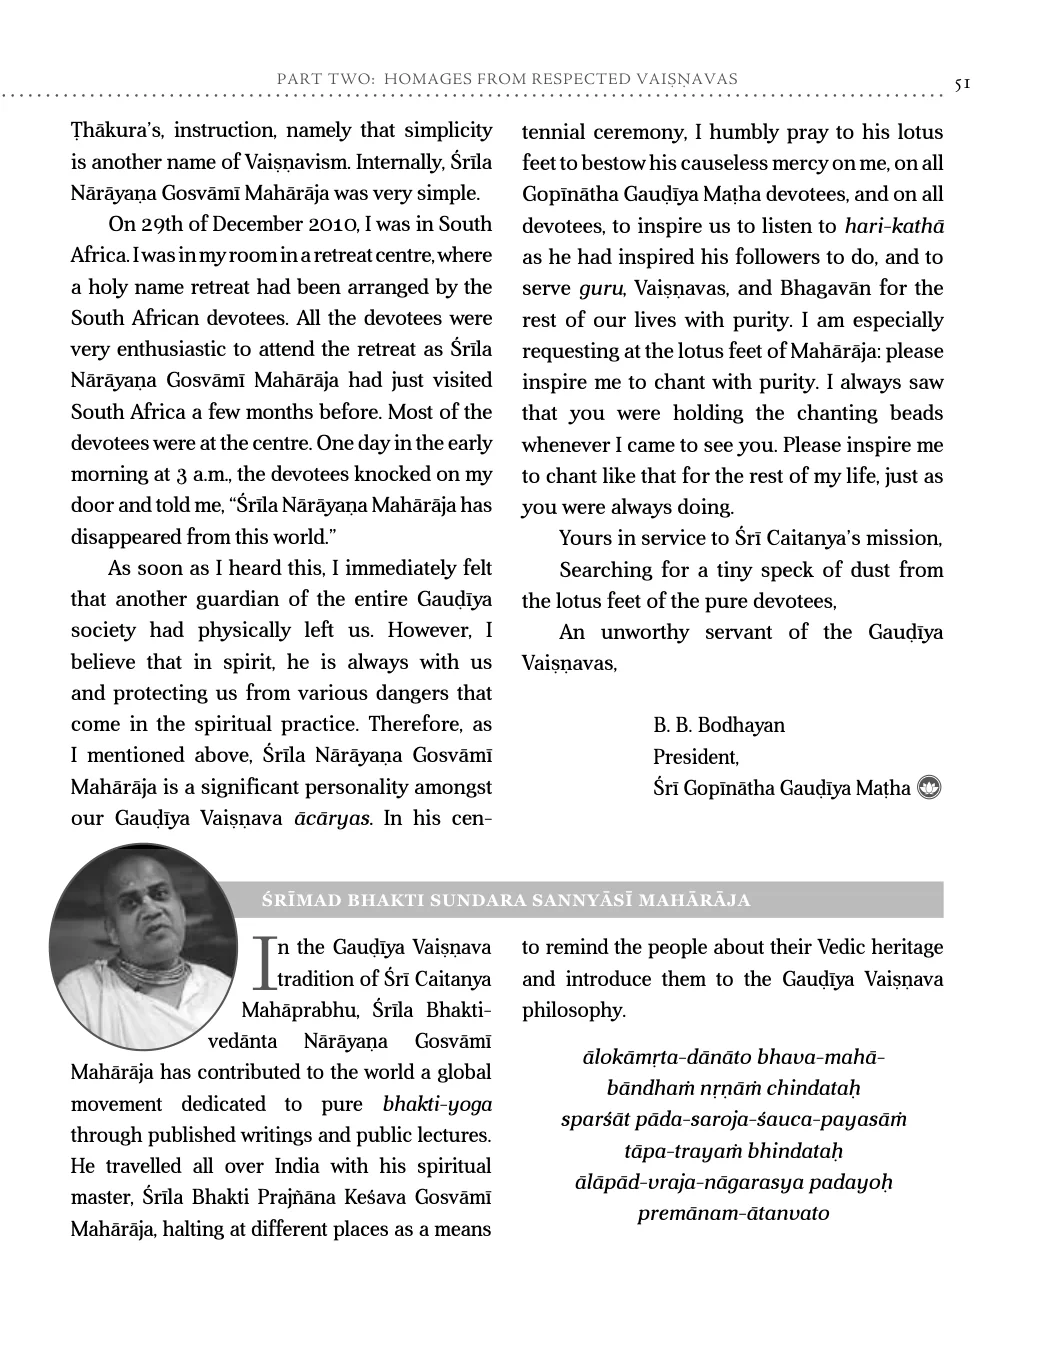 PART TWO: HOMAGES FROM RESPECTED VAIṢṆAVAS
51
Ṭhākura’s, instruction, namely that simplicity
is another name of Vaiṣṇavism. Internally, Śrīla
Nārāyaṇa Gosvāmī Mahārāja was very simple.
On 29th of December 2010, I was in South
Africa. I was in my room in a retreat centre, where
a holy name retreat had been arranged by the
South African devotees. All the devotees were
very enthusiastic to attend the retreat as Śrīla
Nārāyaṇa Gosvāmī Mahārāja had just visited
South Africa a few months before. Most of the
devotees were at the centre. One day in the early
morning at 3 a.m., the devotees knocked on my
door and told me, “Śrīla Nārāyaṇa Mahārāja has
disappeared from this world.”
As soon as I heard this, I immediately felt
that another guardian of the entire Gauḍīya
society had physically left us. However, I
believe that in spirit, he is always with us
and protecting us from various dangers that
come in the spiritual practice. Therefore, as
I mentioned above, Śrīla Nārāyaṇa Gosvāmī
Mahārāja is a significant personality amongst
our Gauḍīya Vaiṣṇava ācāryas. In his cen-
tennial ceremony, I humbly pray to his lotus
feet to bestow his causeless mercy on me, on all
Gopīnātha Gauḍīya Maṭha devotees, and on all
devotees, to inspire us to listen to hari-kathā
as he had inspired his followers to do, and to
serve guru, Vaiṣṇavas, and Bhagavān for the
rest of our lives with purity. I am especially
requesting at the lotus feet of Mahārāja: please
inspire me to chant with purity. I always saw
that you were holding the chanting beads
whenever I came to see you. Please inspire me
to chant like that for the rest of my life, just as
you were always doing.
Yours in service to Śrī Caitanya’s mission,
Searching for a tiny speck of dust from
the lotus feet of the pure devotees,
An unworthy servant of the Gauḍīya
Vaiṣṇavas,
B. B. Bodhayan
President,
Śrī Gopīnātha Gauḍīya Maṭha
ŚRĪMAD BHAKTI SUNDARA SANNYĀSĪ MAHĀRĀJA
In the Gauḍīya Vaiṣṇava
tradition of Śrī Caitanya
Mahāprabhu, Śrīla Bhakti-
vedānta Nārāyaṇa Gosvāmī
Mahārāja has contributed to the world a global
movement dedicated to pure bhakti-yoga
through published writings and public lectures.
He travelled all over India with his spiritual
master, Śrīla Bhakti Prajñāna Keśava Gosvāmī
Mahārāja, halting at different places as a means
to remind the people about their Vedic heritage
and introduce them to the Gauḍīya Vaiṣṇava
philosophy.
ālokāmṛta-dānāto bhava-mahā-
bāndhaṁ nṛṇāṁ chindataḥ
sparśāt pāda-saroja-śauca-payasāṁ
tāpa-trayaṁ bhindataḥ
ālāpād-vraja-nāgarasya padayoḥ
premānam-ātanvato